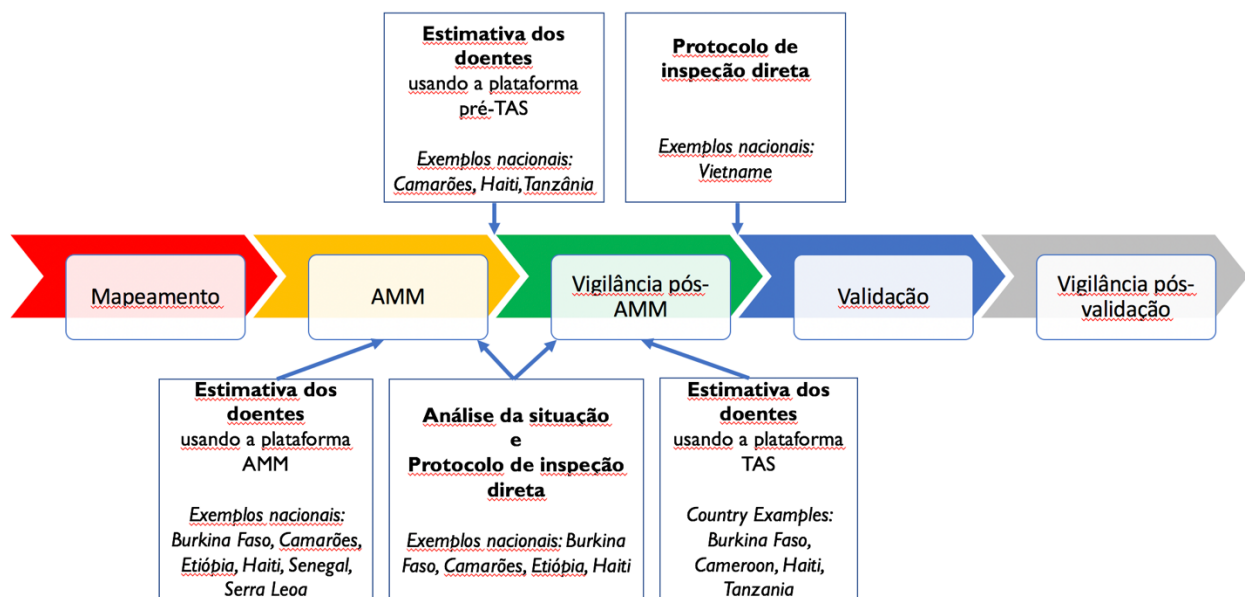 Estimativa dos
doentes
usando a plataforma
pré-TAS
Exemplos nacionais:
Camarões, Haiti,Tanzânia
Protocolo de
inspeção direta
Exemplos nacionais:
Vietname
Mapeamento
AMM
Vigilância pós-
AMM
Validação
Vigilância pós-
validação
Estimativa dos
doentes
usando a plataforma
AMM
Exemplos nacionais:
Burkina Faso, Camarões,
Etiópia, Haiti, Senegal,
Serra Leoa
Análise da situação
e
Protocolo de inspeção
direta
Exemplos nacionais: Burkina
Faso, Camarões, Etiópia, Haiti
Estimativa dos
doentes
usando a plataforma
TAS
Country Examples:
Burkina Faso,
Cameroon, Haiti,
Tanzania